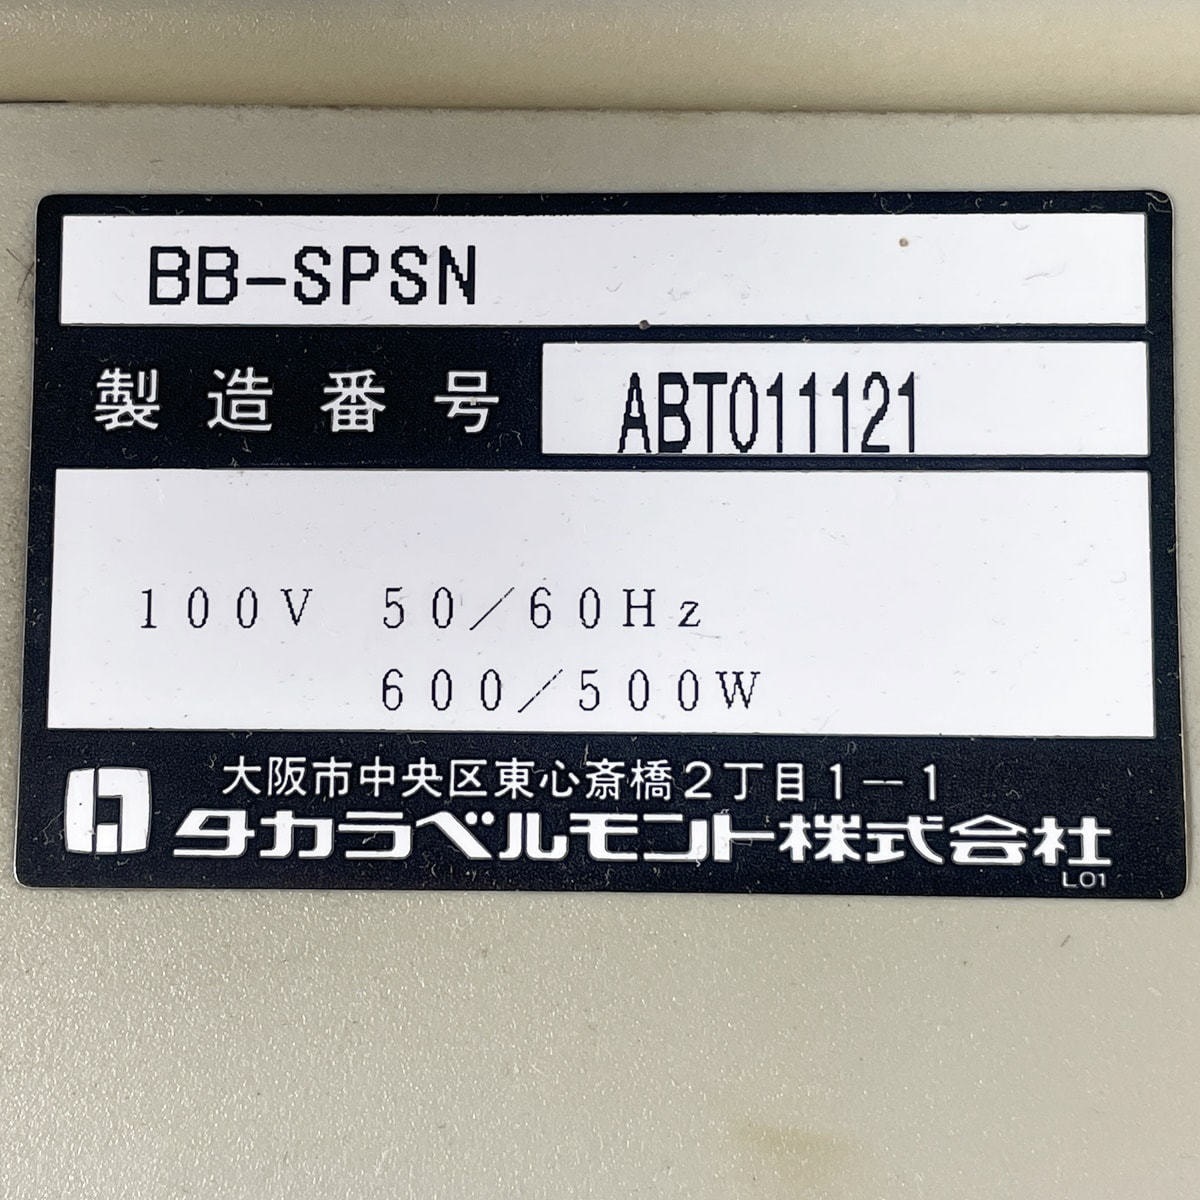 BB-SPSN
製造番号 ABT011121
100V 50/60Hz
600/500W
大阪市中央区東心斎橋2丁目1-1
タカラベルモント株式会社
L01